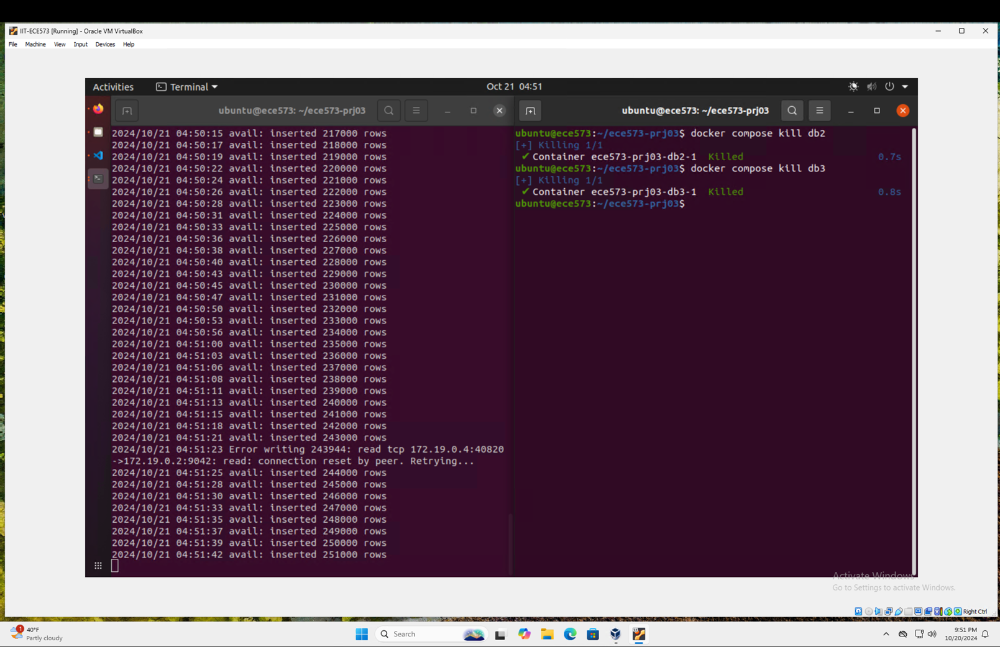 IIT-ECE573 [Running] - Oracle VM VirtualBox
File Machine View Input Devices Help
Activities Terminal Oct 21 04:51
ubuntu@ece573: ~/ece573-prj03
2024/10/21 04:50:15 avail: inserted 217000 rows
2024/10/21 04:50:17 avail: inserted 218000 rows
2024/10/21 04:50:19 avail: inserted 219000 rows
2024/10/21 04:50:22 avail: inserted 220000 rows
2024/10/21 04:50:24 avail: inserted 221000 rows
2024/10/21 04:50:26 avail: inserted 222000 rows
2024/10/21 04:50:28 avail: inserted 223000 rows
2024/10/21 04:50:31 avail: inserted 224000 rows
2024/10/21 04:50:33 avail: inserted 225000 rows
2024/10/21 04:50:36 avail: inserted 226000 rows
2024/10/21 04:50:38 avail: inserted 227000 rows
2024/10/21 04:50:40 avail: inserted 228000 rows
2024/10/21 04:50:43 avail: inserted 229000 rows
2024/10/21 04:50:45 avail: inserted 230000 rows
2024/10/21 04:50:47 avail: inserted 231000 rows
2024/10/21 04:50:50 avail: inserted 232000 rows
2024/10/21 04:50:53 avail: inserted 233000 rows
2024/10/21 04:50:56 avail: inserted 234000 rows
2024/10/21 04:51:00 avail: inserted 235000 rows
2024/10/21 04:51:03 avail: inserted 236000 rows
2024/10/21 04:51:06 avail: inserted 237000 rows
2024/10/21 04:51:08 avail: inserted 238000 rows
2024/10/21 04:51:11 avail: inserted 239000 rows
2024/10/21 04:51:13 avail: inserted 240000 rows
2024/10/21 04:51:15 avail: inserted 241000 rows
2024/10/21 04:51:18 avail: inserted 242000 rows
2024/10/21 04:51:21 avail: inserted 243000 rows
2024/10/21 04:51:23 Error writing 243944: read tcp 172.19.0.4:40820
->172.19.0.2:9042: read: connection reset by peer. Retrying...
2024/10/21 04:51:25 avail: inserted 244000 rows
2024/10/21 04:51:28 avail: inserted 245000 rows
2024/10/21 04:51:30 avail: inserted 246000 rows
2024/10/21 04:51:33 avail: inserted 247000 rows
2024/10/21 04:51:35 avail: inserted 248000 rows
2024/10/21 04:51:37 avail: inserted 249000 rows
2024/10/21 04:51:39 avail: inserted 250000 rows
2024/10/21 04:51:42 avail: inserted 251000 rows
ubuntu@ece573: ~/ece573-prj03
ubuntu@ece573:~/ece573-prj03$ docker compose kill db2
[+] Killing 1/1
✔ Container ece573-prj03-db2-1 Killed 0.7s
ubuntu@ece573:~/ece573-prj03$ docker compose kill db3
[+] Killing 1/1
✔ Container ece573-prj03-db3-1 Killed 0.8s
ubuntu@ece573:~/ece573-prj03$
Activate Windows
Go to Settings to activate Windows.
Right Ctrl
1
40°F
Partly cloudy
Search
9:51 PM
10/20/2024